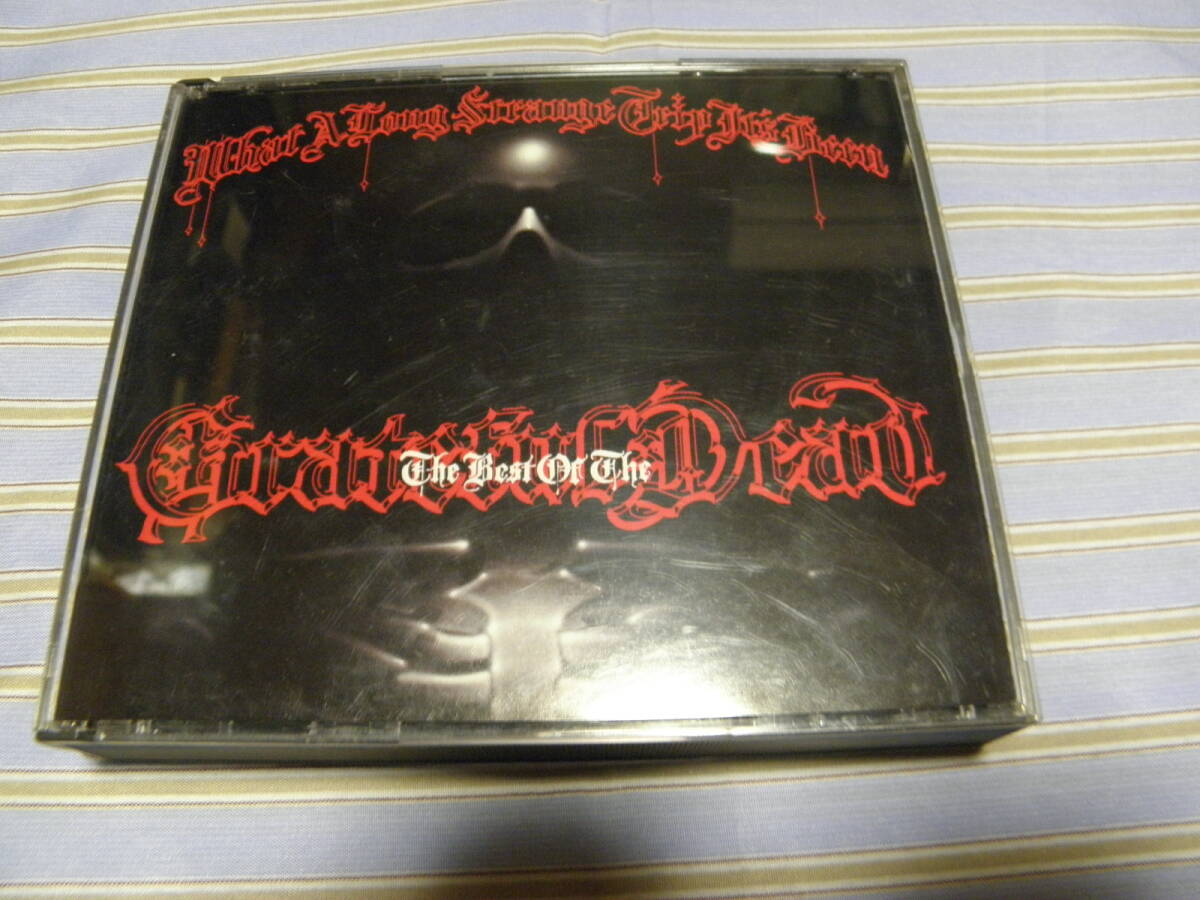 What A Long Strange Trip It's Been
The Best Of The
Grateful Dead